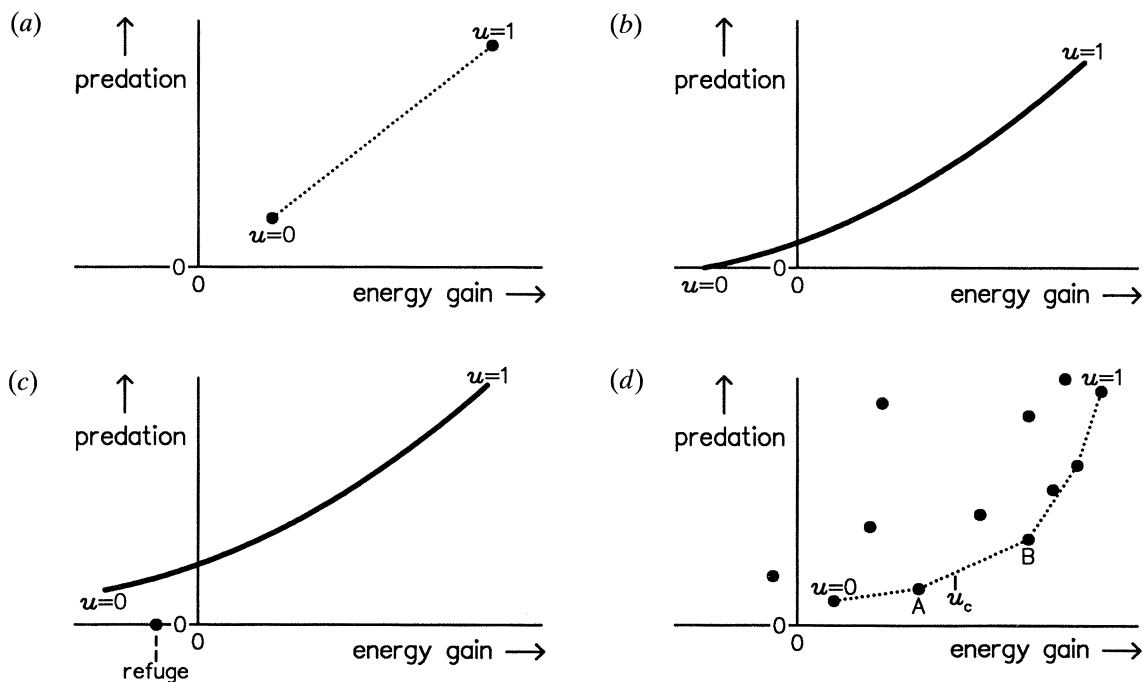 (a)
u=1
predation
u=0
0
0
energy gain
(b)
u=1
predation
0
u=0
0
energy gain
(c)
u=1
predation
u=0
0
0
refuge
energy gain
(d)
u=1
predation
B
u=0
A
u_c
0
0
energy gain